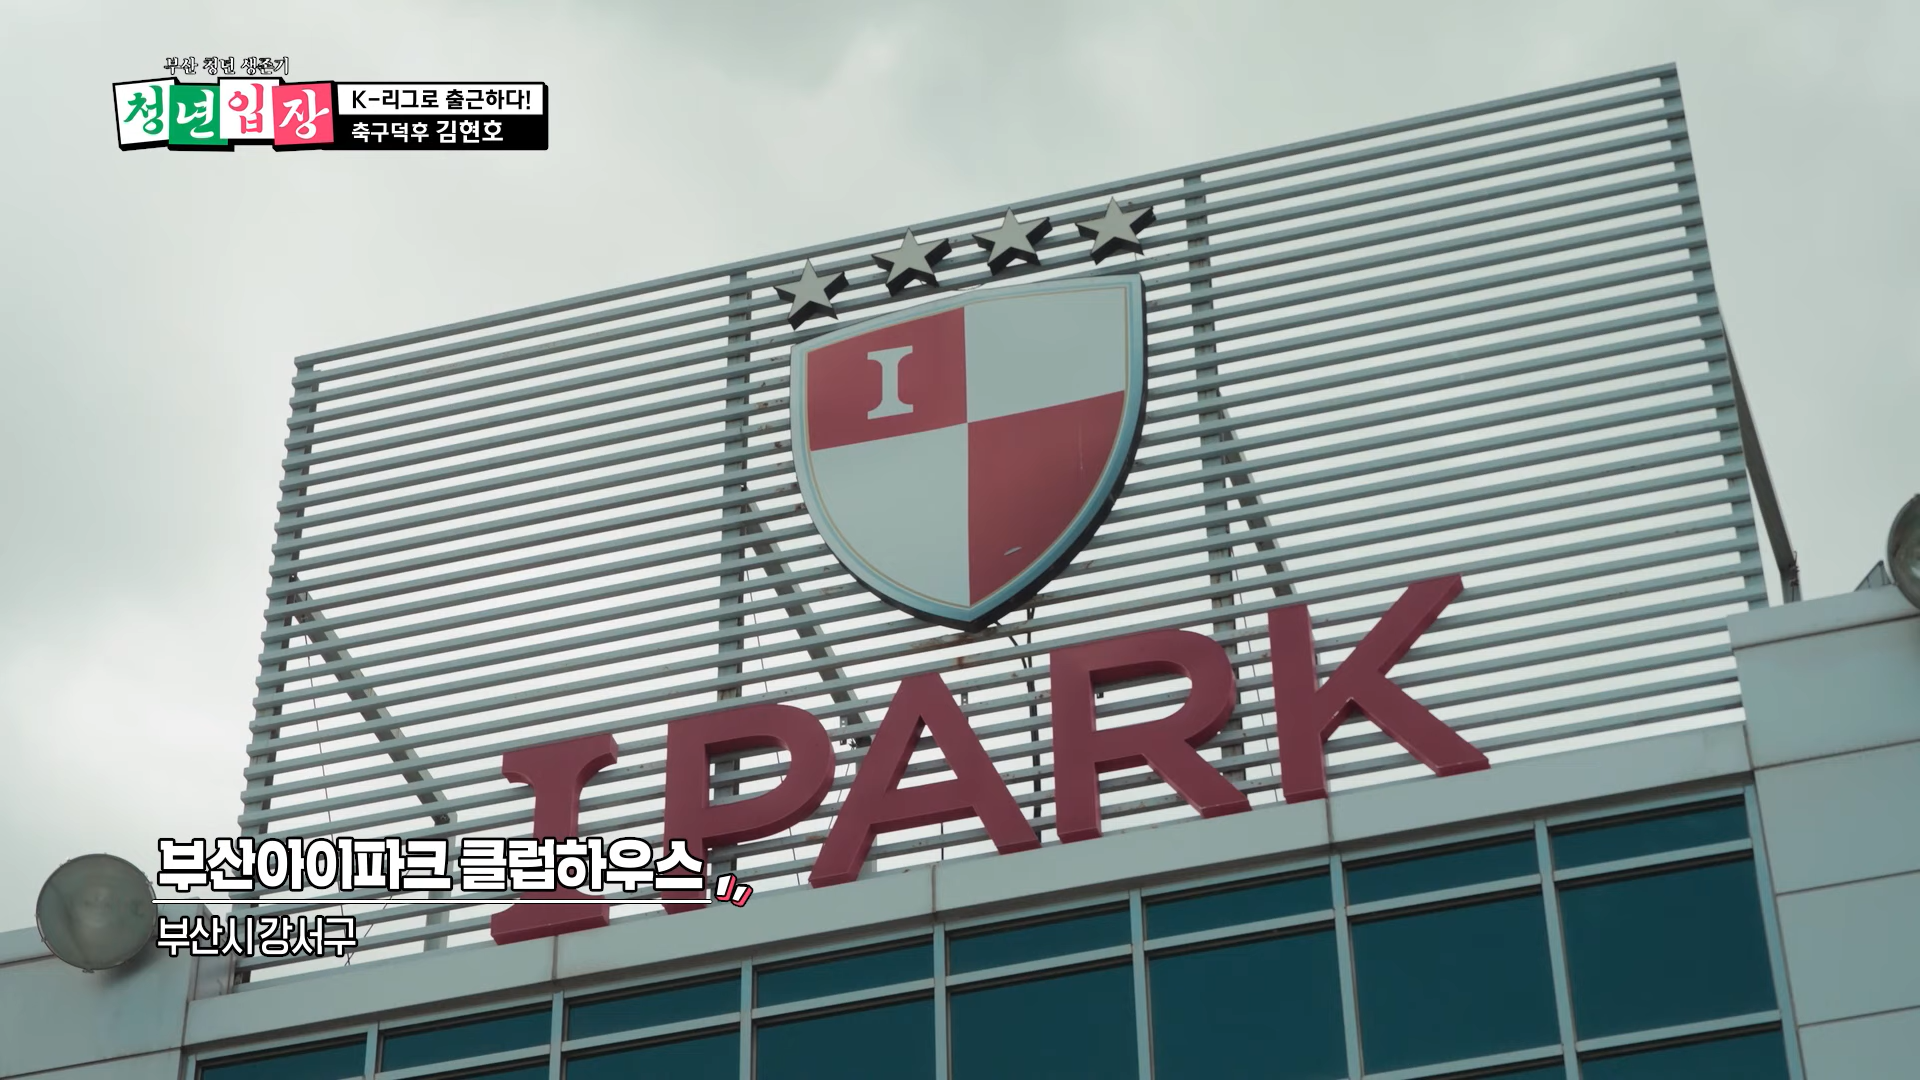 부산 청년 생존기
청년입장
K-리그로 출근하다!
축구덕후 김현호
I
IPARK
부산아이파크 클럽하우스
부산시 강서구